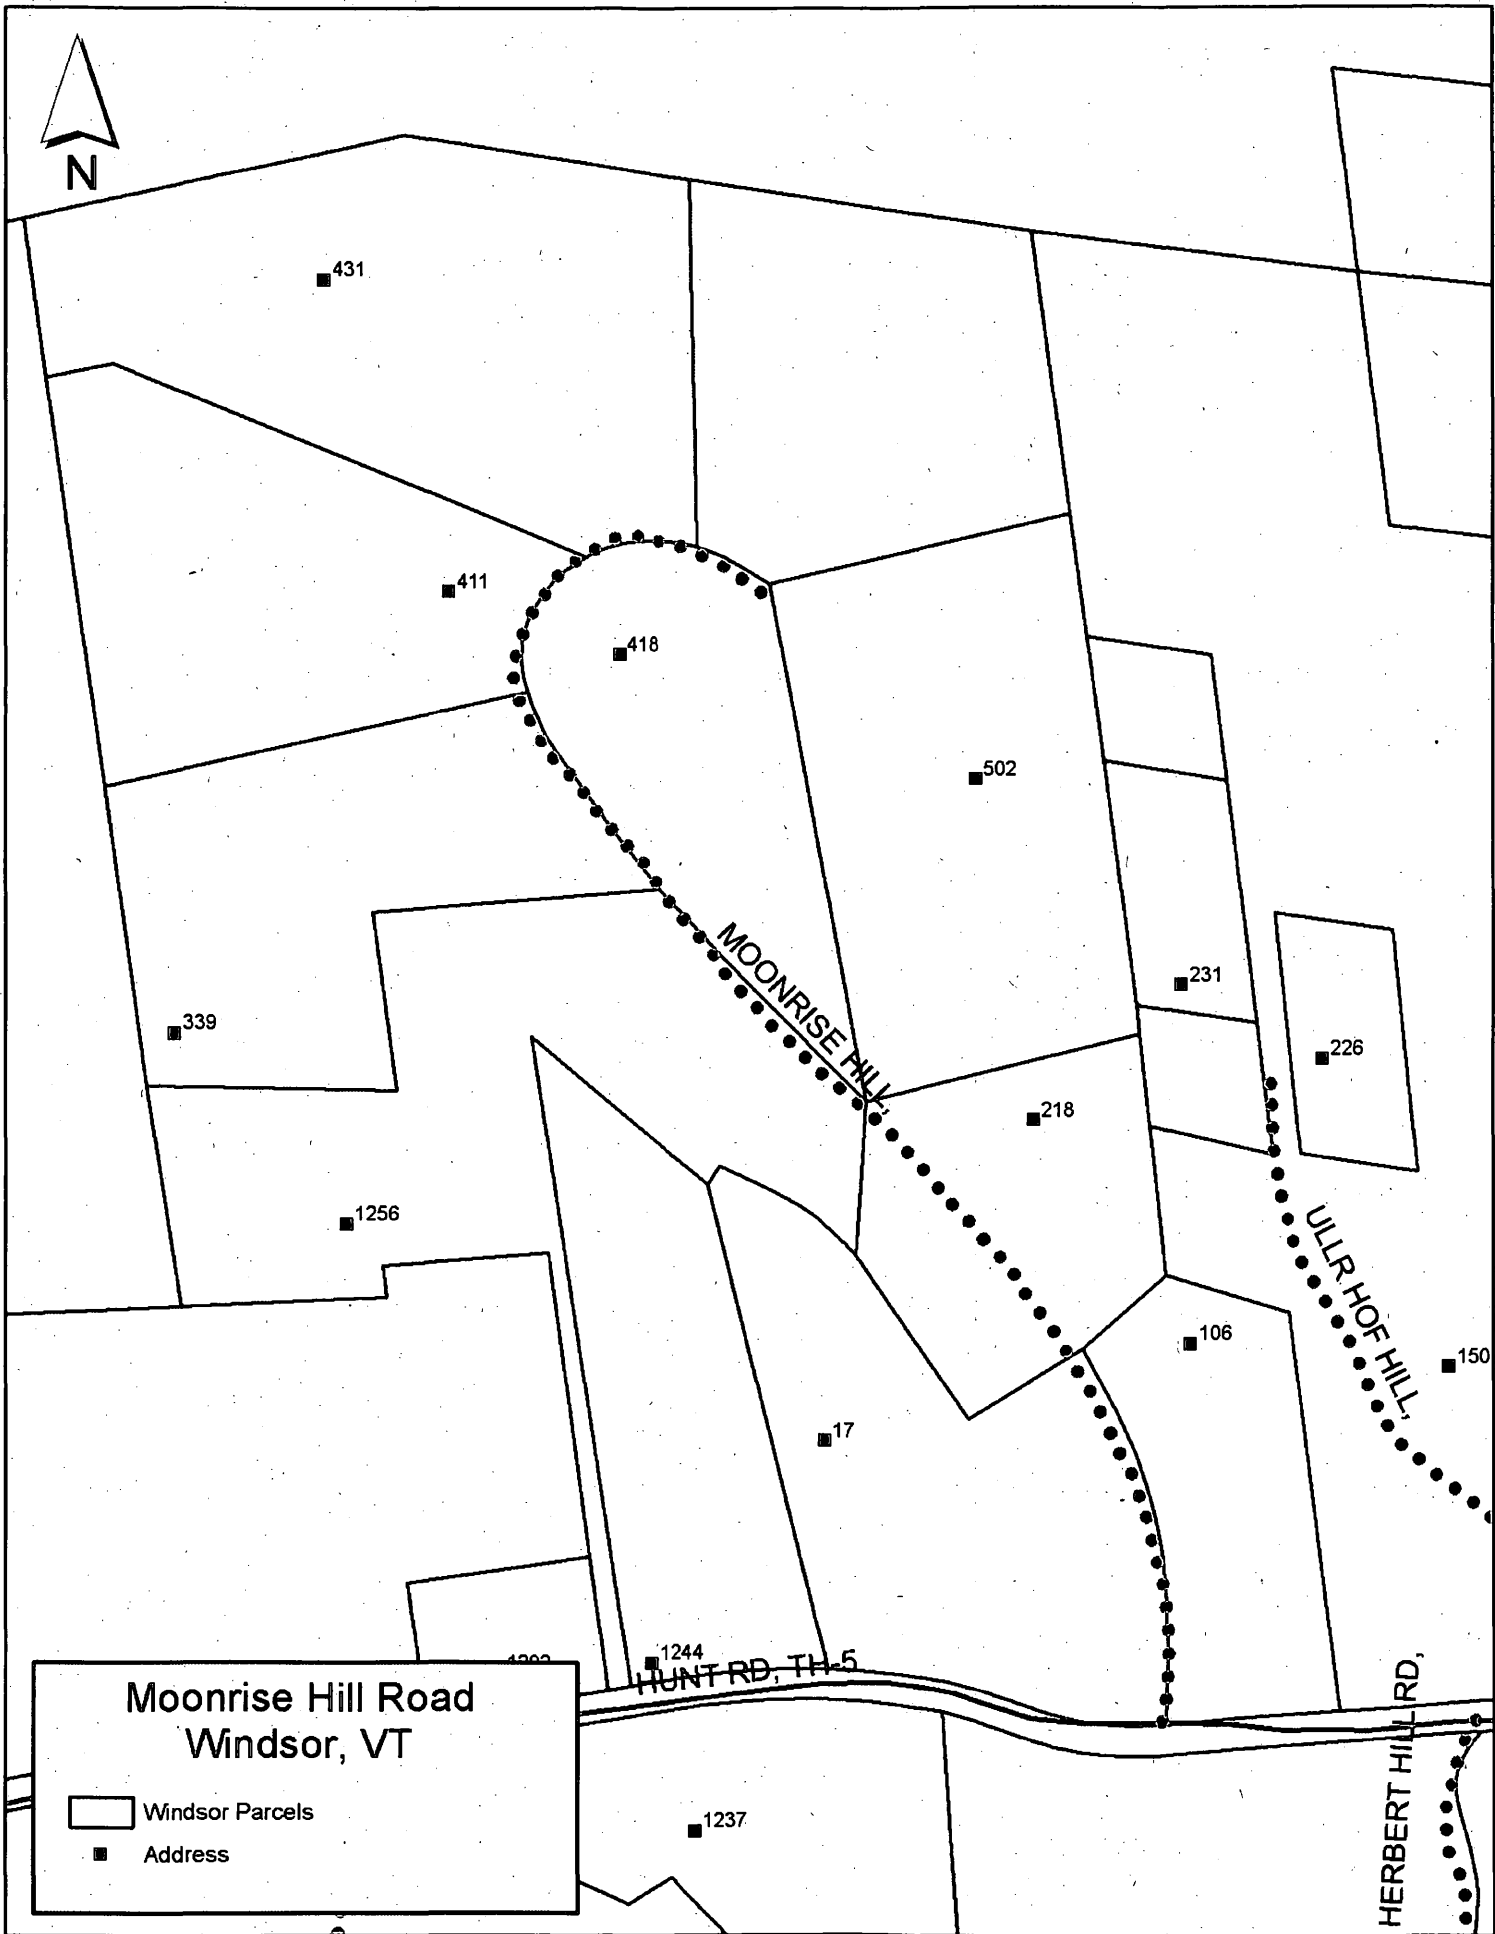 N
431
411
418
502
MOONRISE HILL,
231
339
226
218
1256
ULLR HOF HILL,
106
150
17
1244
HUNT RD, TH-5
HERBERT HILL RD,
Moonrise Hill Road
Windsor, VT
Windsor Parcels
Address
1237